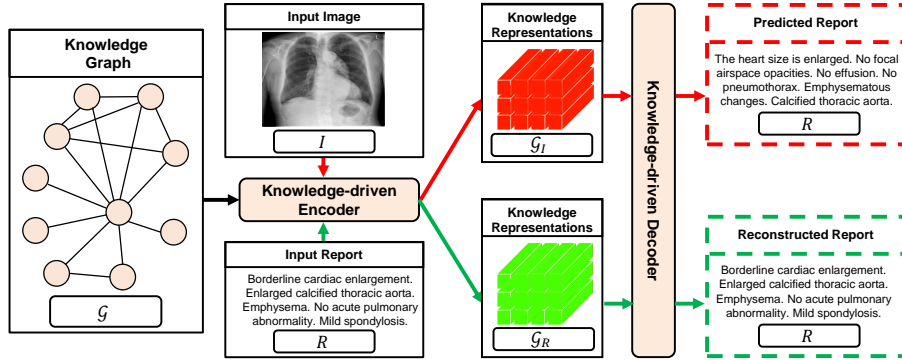 Knowledge
Graph
𝒢
Input Image
I
Knowledge-driven
Encoder
Input Report
Borderline cardiac enlargement.
Enlarged calcified thoracic aorta.
Emphysema. No acute pulmonary
abnormality. Mild spondylosis.
R
Knowledge
Representations
𝒢_I
Knowledge
Representations
𝒢_R
Knowledge-driven Decoder
Predicted Report
The heart size is enlarged. No focal
airspace opacities. No effusion. No
pneumothorax. Emphysematous
changes. Calcified thoracic aorta.
R
Reconstructed Report
Borderline cardiac enlargement.
Enlarged calcified thoracic aorta.
Emphysema. No acute pulmonary
abnormality. Mild spondylosis.
R